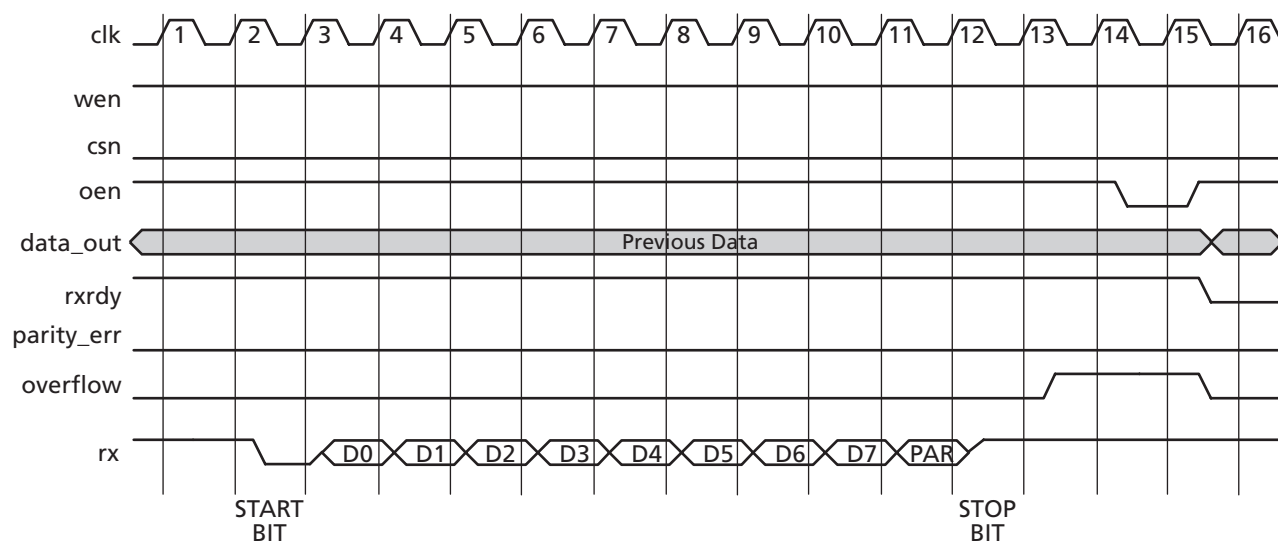 clk 1 2 3 4 5 6 7 8 9 10 11 12 13 14 15 16
wen
csn
oen
data_out Previous Data
rxrdy
parity_err
overflow
rx D0 D1 D2 D3 D4 D5 D6 D7 PAR
START STOP
BIT BIT